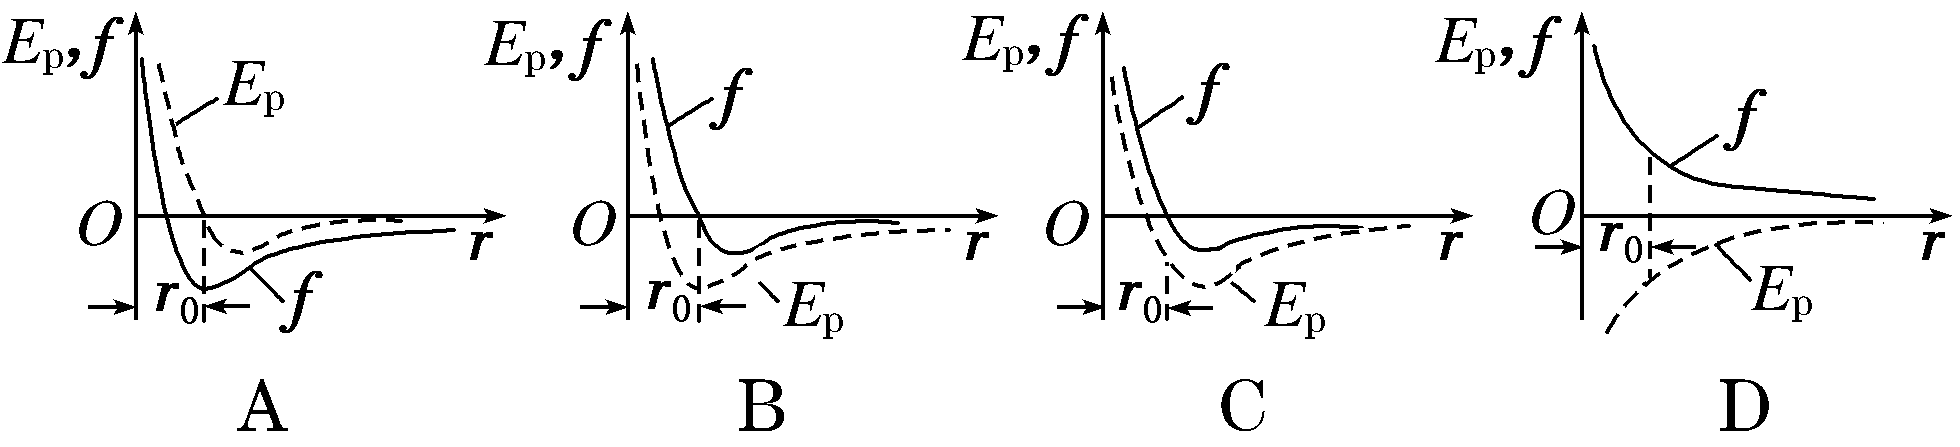 E_p,f E_p f O r r_0
E_p,f f E_p O r r_0
E_p,f f E_p O r r_0
E_p,f f E_p O r r_0
A B C D